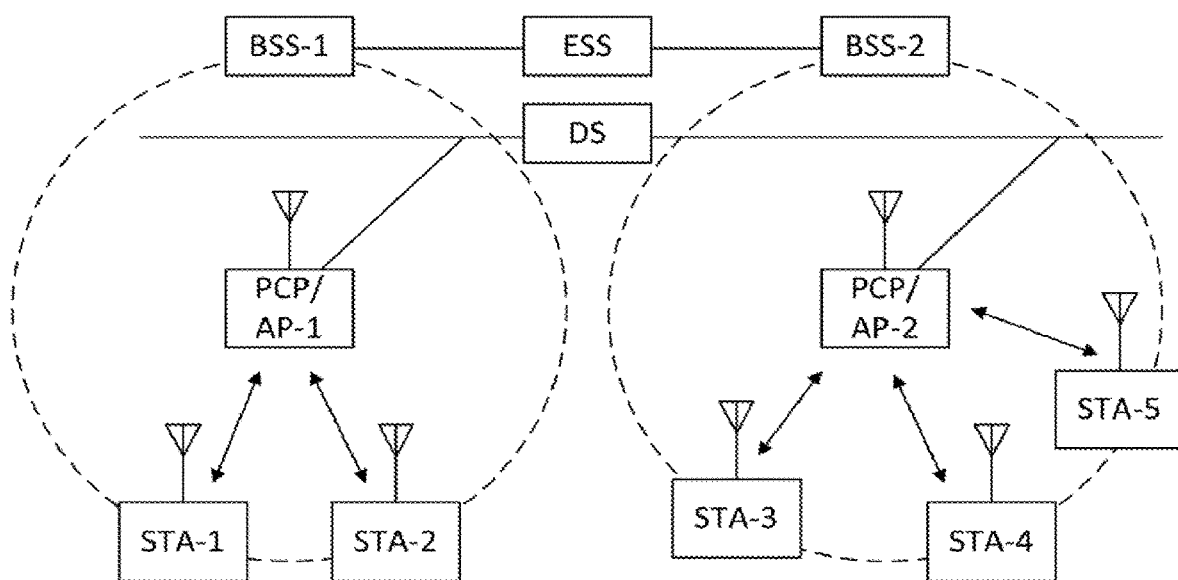 BSS-1
ESS
BSS-2
DS
PCP/
AP-1
PCP/
AP-2
STA-5
STA-3
STA-1
STA-2
STA-4